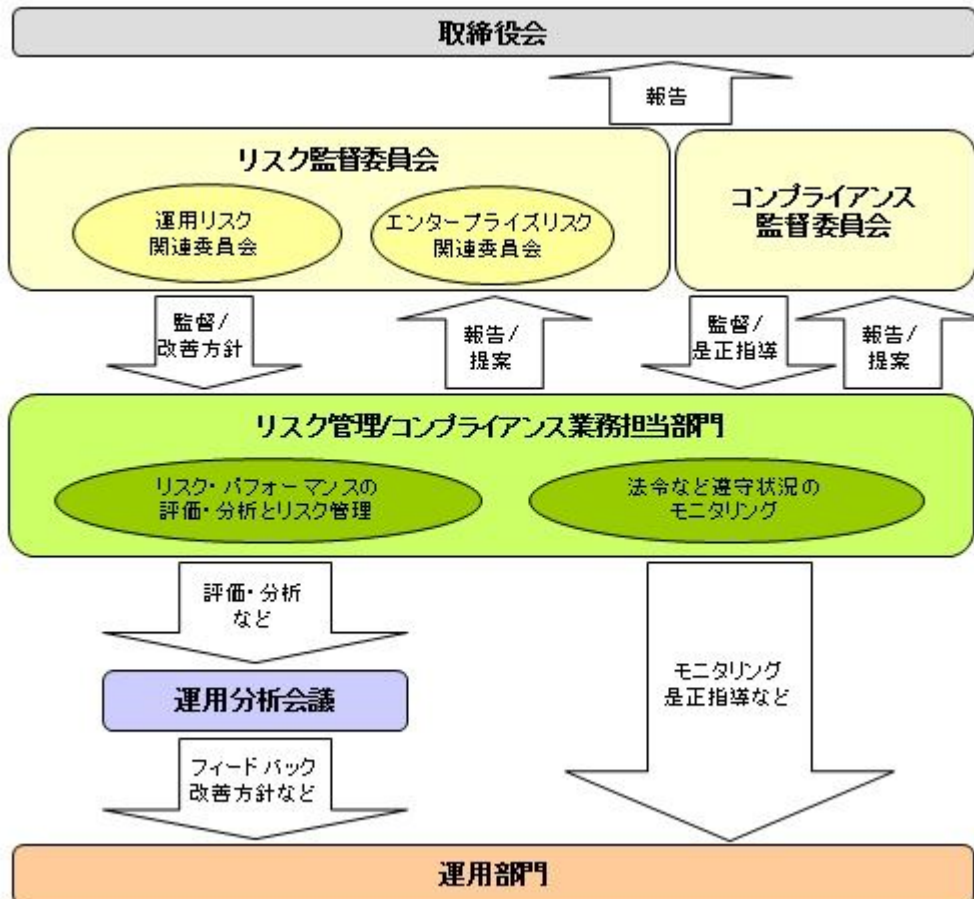 取締役会
報告
リスク監督委員会
運用リスク
関連委員会
エンタープライズリスク
関連委員会
コンプライアンス
監督委員会
監督/
改善方針
報告/
提案
監督/
是正指導
報告/
提案
リスク管理/コンプライアンス業務担当部門
リスク・パフォーマンスの
評価・分析とリスク管理
法令など遵守状況の
モニタリング
評価・分析
など
運用分析会議
モニタリング
是正指導など
フィードバック
改善方針など
運用部門